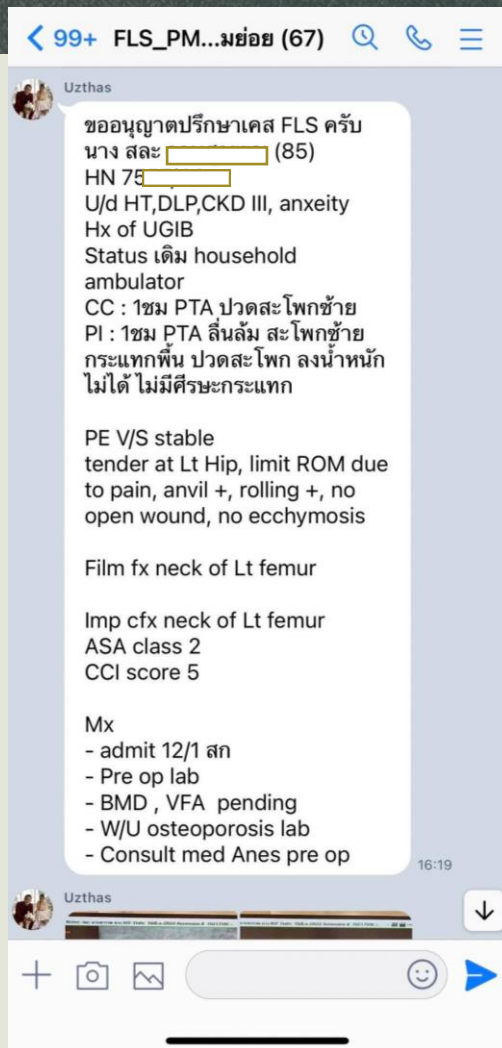 99+ FLS_PM...มย่อย (67)
Uzthas
ขออนุญาตปรึกษาเคส FLS ครับ
นาง สละ (85)
HN 75
U/d HT,DLP,CKD III, anxeity
Hx of UGIB
Status เดิม household
ambulator
CC : 1ชม PTA ปวดสะโพกซ้าย
PI : 1ชม PTA ลื่นล้ม สะโพกซ้าย
กระแทกพื้น ปวดสะโพก ลงน้ำหนัก
ไม่ได้ ไม่มีศีรษะกระแทก
PE V/S stable
tender at Lt Hip, limit ROM due
to pain, anvil +, rolling +, no
open wound, no ecchymosis
Film fx neck of Lt femur
Imp cfx neck of Lt femur
ASA class 2
CCI score 5
Mx
- admit 12/1 สก
- Pre op lab
- BMD , VFA pending
- W/U osteoporosis lab
- Consult med Anes pre op
16:19
Uzthas